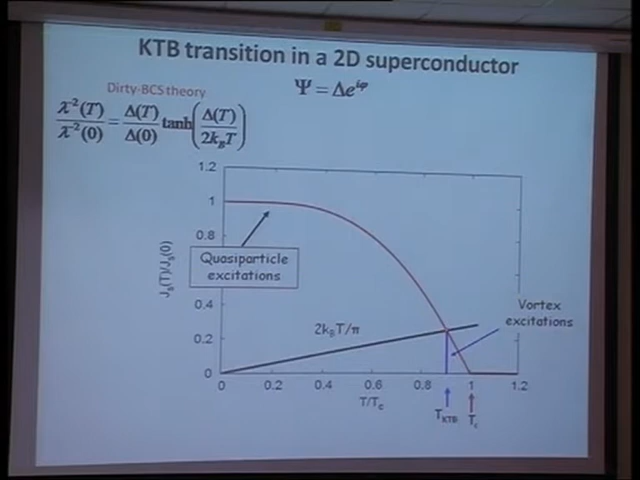 KTB transition in a 2D superconductor
Dirty-BCS theory
Ψ = Δe^{iφ}
λ⁻²(T)/λ⁻²(0) = Δ(T)/Δ(0) tanh(Δ(T)/2k_BT)
1.2
1
0.8
Quasiparticle
excitations
J_s(T)/J_s(0)
0.4
Vortex
excitations
2k_BT/π
0.2
0
0 0.2 0.4 0.6 0.8 1 1.2
T/T_c
T_KTB T_c